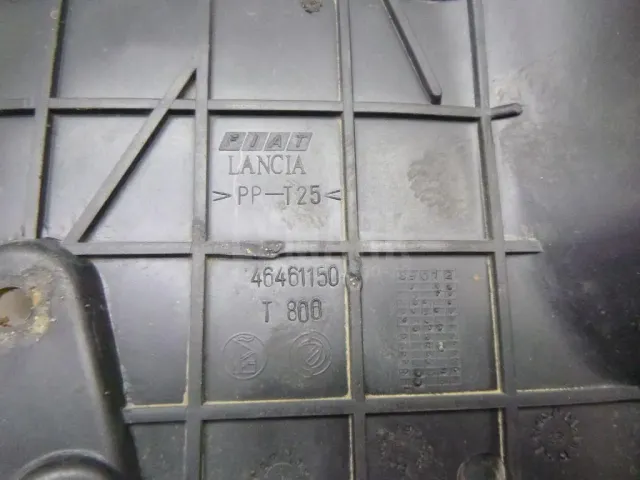 FIAT
LANCIA
>PP-T25<
46461150
T 800